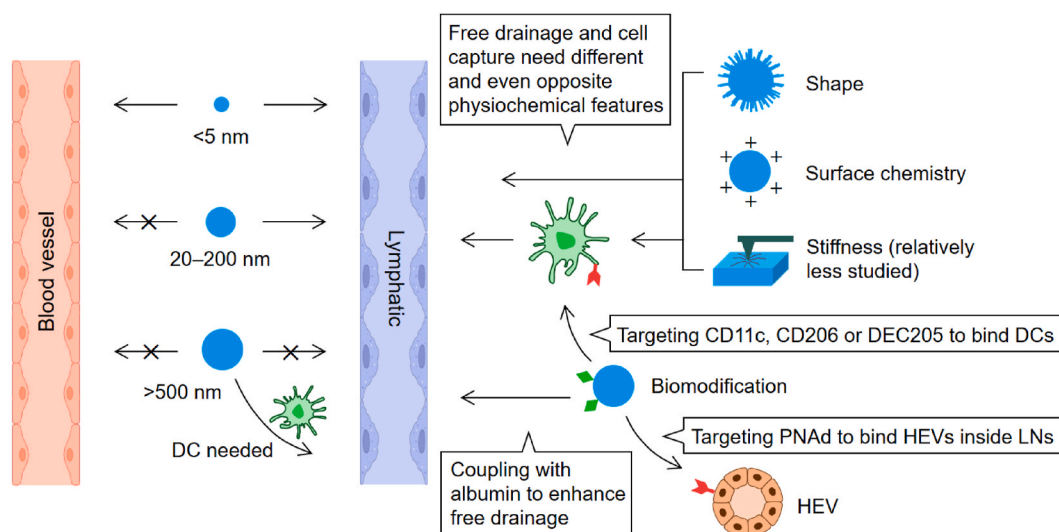 Blood vessel
<5 nm
20–200 nm
>500 nm
DC needed
Lymphatic
Free drainage and cell
capture need different
and even opposite
physiochemical features
Shape
Surface chemistry
Stiffness (relatively
less studied)
Targeting CD11c, CD206 or DEC205 to bind DCs
Biomodification
Targeting PNAd to bind HEVs inside LNs
Coupling with
albumin to enhance
free drainage
HEV